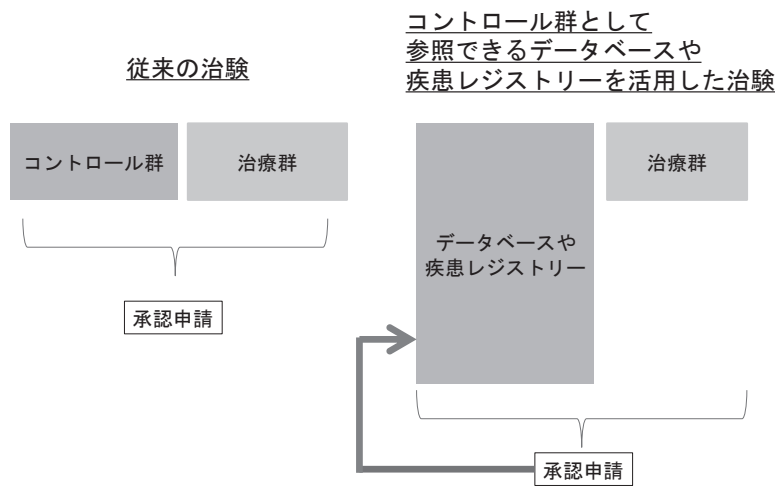 従来の治験
コントロール群
治療群
承認申請
コントロール群として
参照できるデータベースや
疾患レジストリーを活用した治験
データベースや
疾患レジストリー
治療群
承認申請